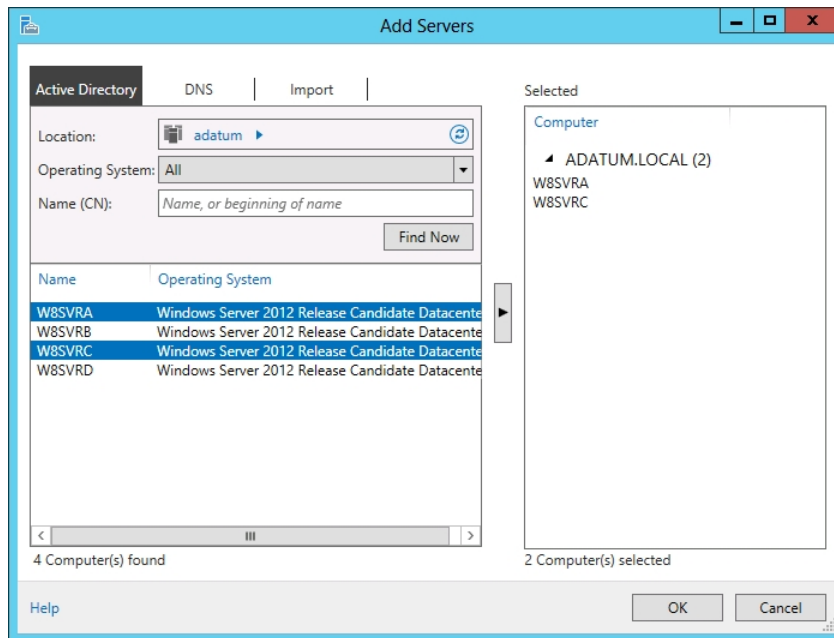 Add Servers
Active Directory DNS Import
Location: adatum
Operating System: All
Name (CN): Name, or beginning of name
Find Now
Name Operating System
W8SVRA Windows Server 2012 Release Candidate Datacente
W8SVRB Windows Server 2012 Release Candidate Datacente
W8SVRC Windows Server 2012 Release Candidate Datacente
W8SVRD Windows Server 2012 Release Candidate Datacente
4 Computer(s) found
Selected
Computer
ADATUM.LOCAL (2)
W8SVRA
W8SVRC
2 Computer(s) selected
Help
OK Cancel